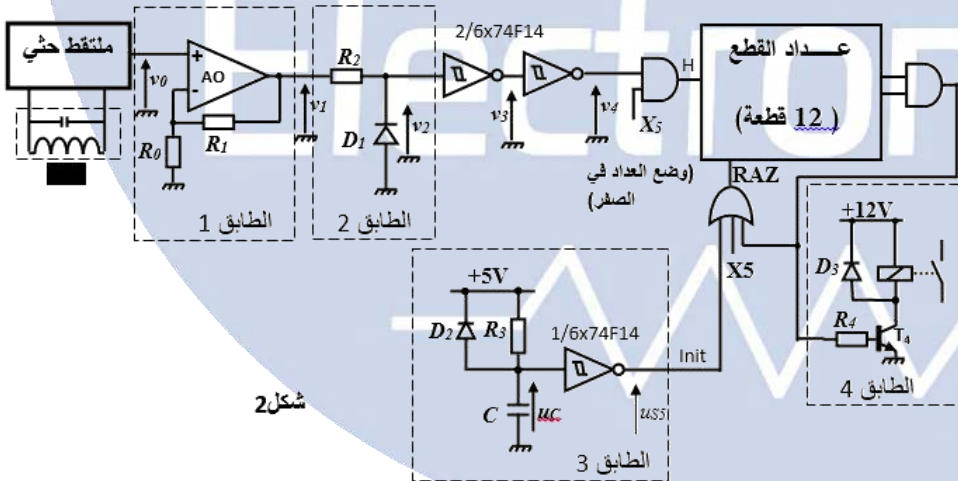 ملتقط حثي
v0
AO
+
-
R0
R1
v1
الطابق 1
R2
D1
v2
الطابق 2
2/6x74F14
v3
v4
X5
H
عـــداد القطع
( 12 قطعة)
(وضع العداد في
الصفر)
RAZ
X5
+5V
D2
R3
1/6x74F14
Init
C
uc
us5
الطابق 3
+12V
D3
R4
T4
الطابق 4
شكل2
Electron